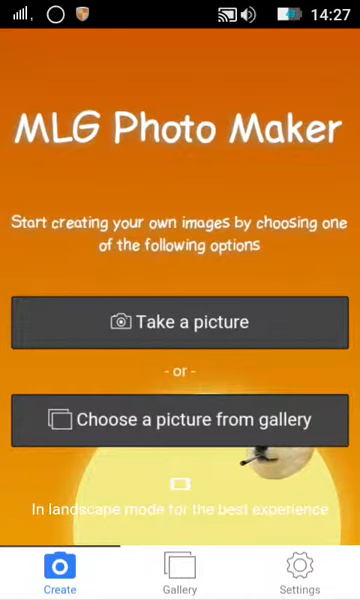 14:27
MLG Photo Maker
Start creating your own images by choosing one
of the following options
Take a picture
- or -
Choose a picture from gallery
In landscape mode for the best experience
Create
Gallery
Settings